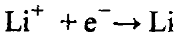 Li⁺ + e⁻ → Li